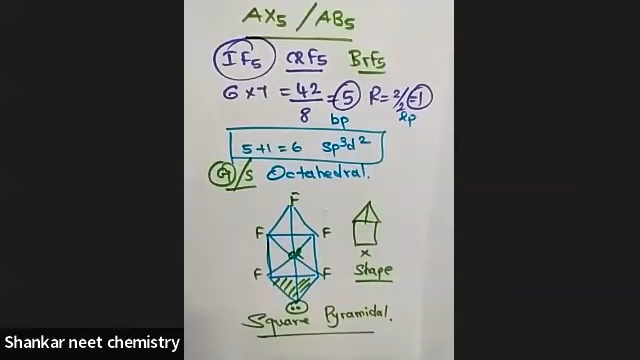 AX5 / AB5
IF5 ClF5 BrF5
6×7 = 42/8 = 5 R = 2/2 = 1
bp lp
5+1 = 6 sp³d²
G/S Octahedral.
F
F F
F F
x
Shape
Square Pyramidal.
Shankar neet chemistry